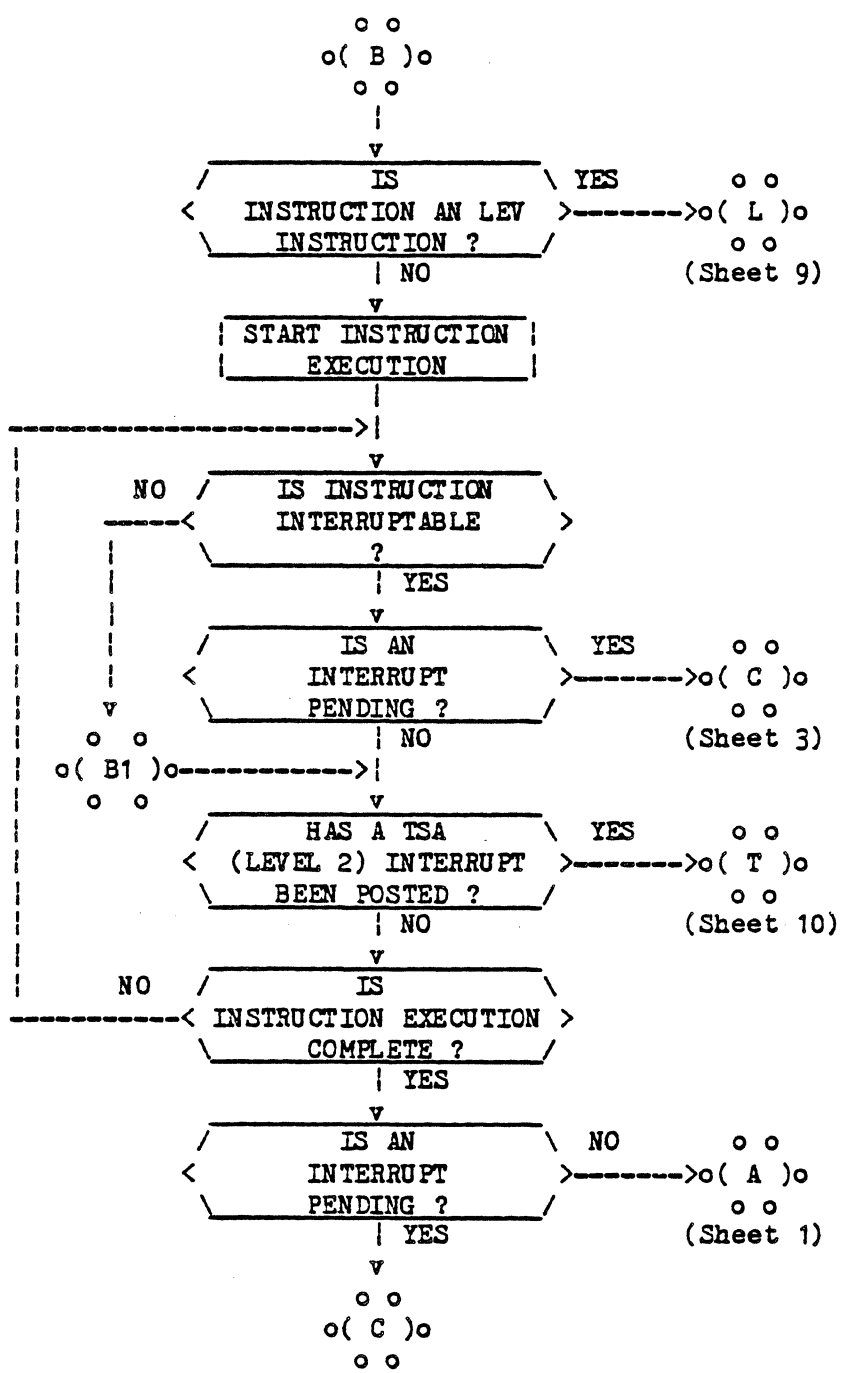 B
IS YES
INSTRUCTION AN LEV L
INSTRUCTION ?
NO (Sheet 9)
START INSTRUCTION
EXECUTION
NO IS INSTRUCTION
INTERRUPTABLE
?
YES
IS AN YES
INTERRUPT C
PENDING ?
NO (Sheet 3)
B1
HAS A TSA YES
(LEVEL 2) INTERRUPT T
BEEN POSTED ?
NO (Sheet 10)
NO IS
INSTRUCTION EXECUTION
COMPLETE ?
YES
IS AN NO
INTERRUPT A
PENDING ?
YES (Sheet 1)
C